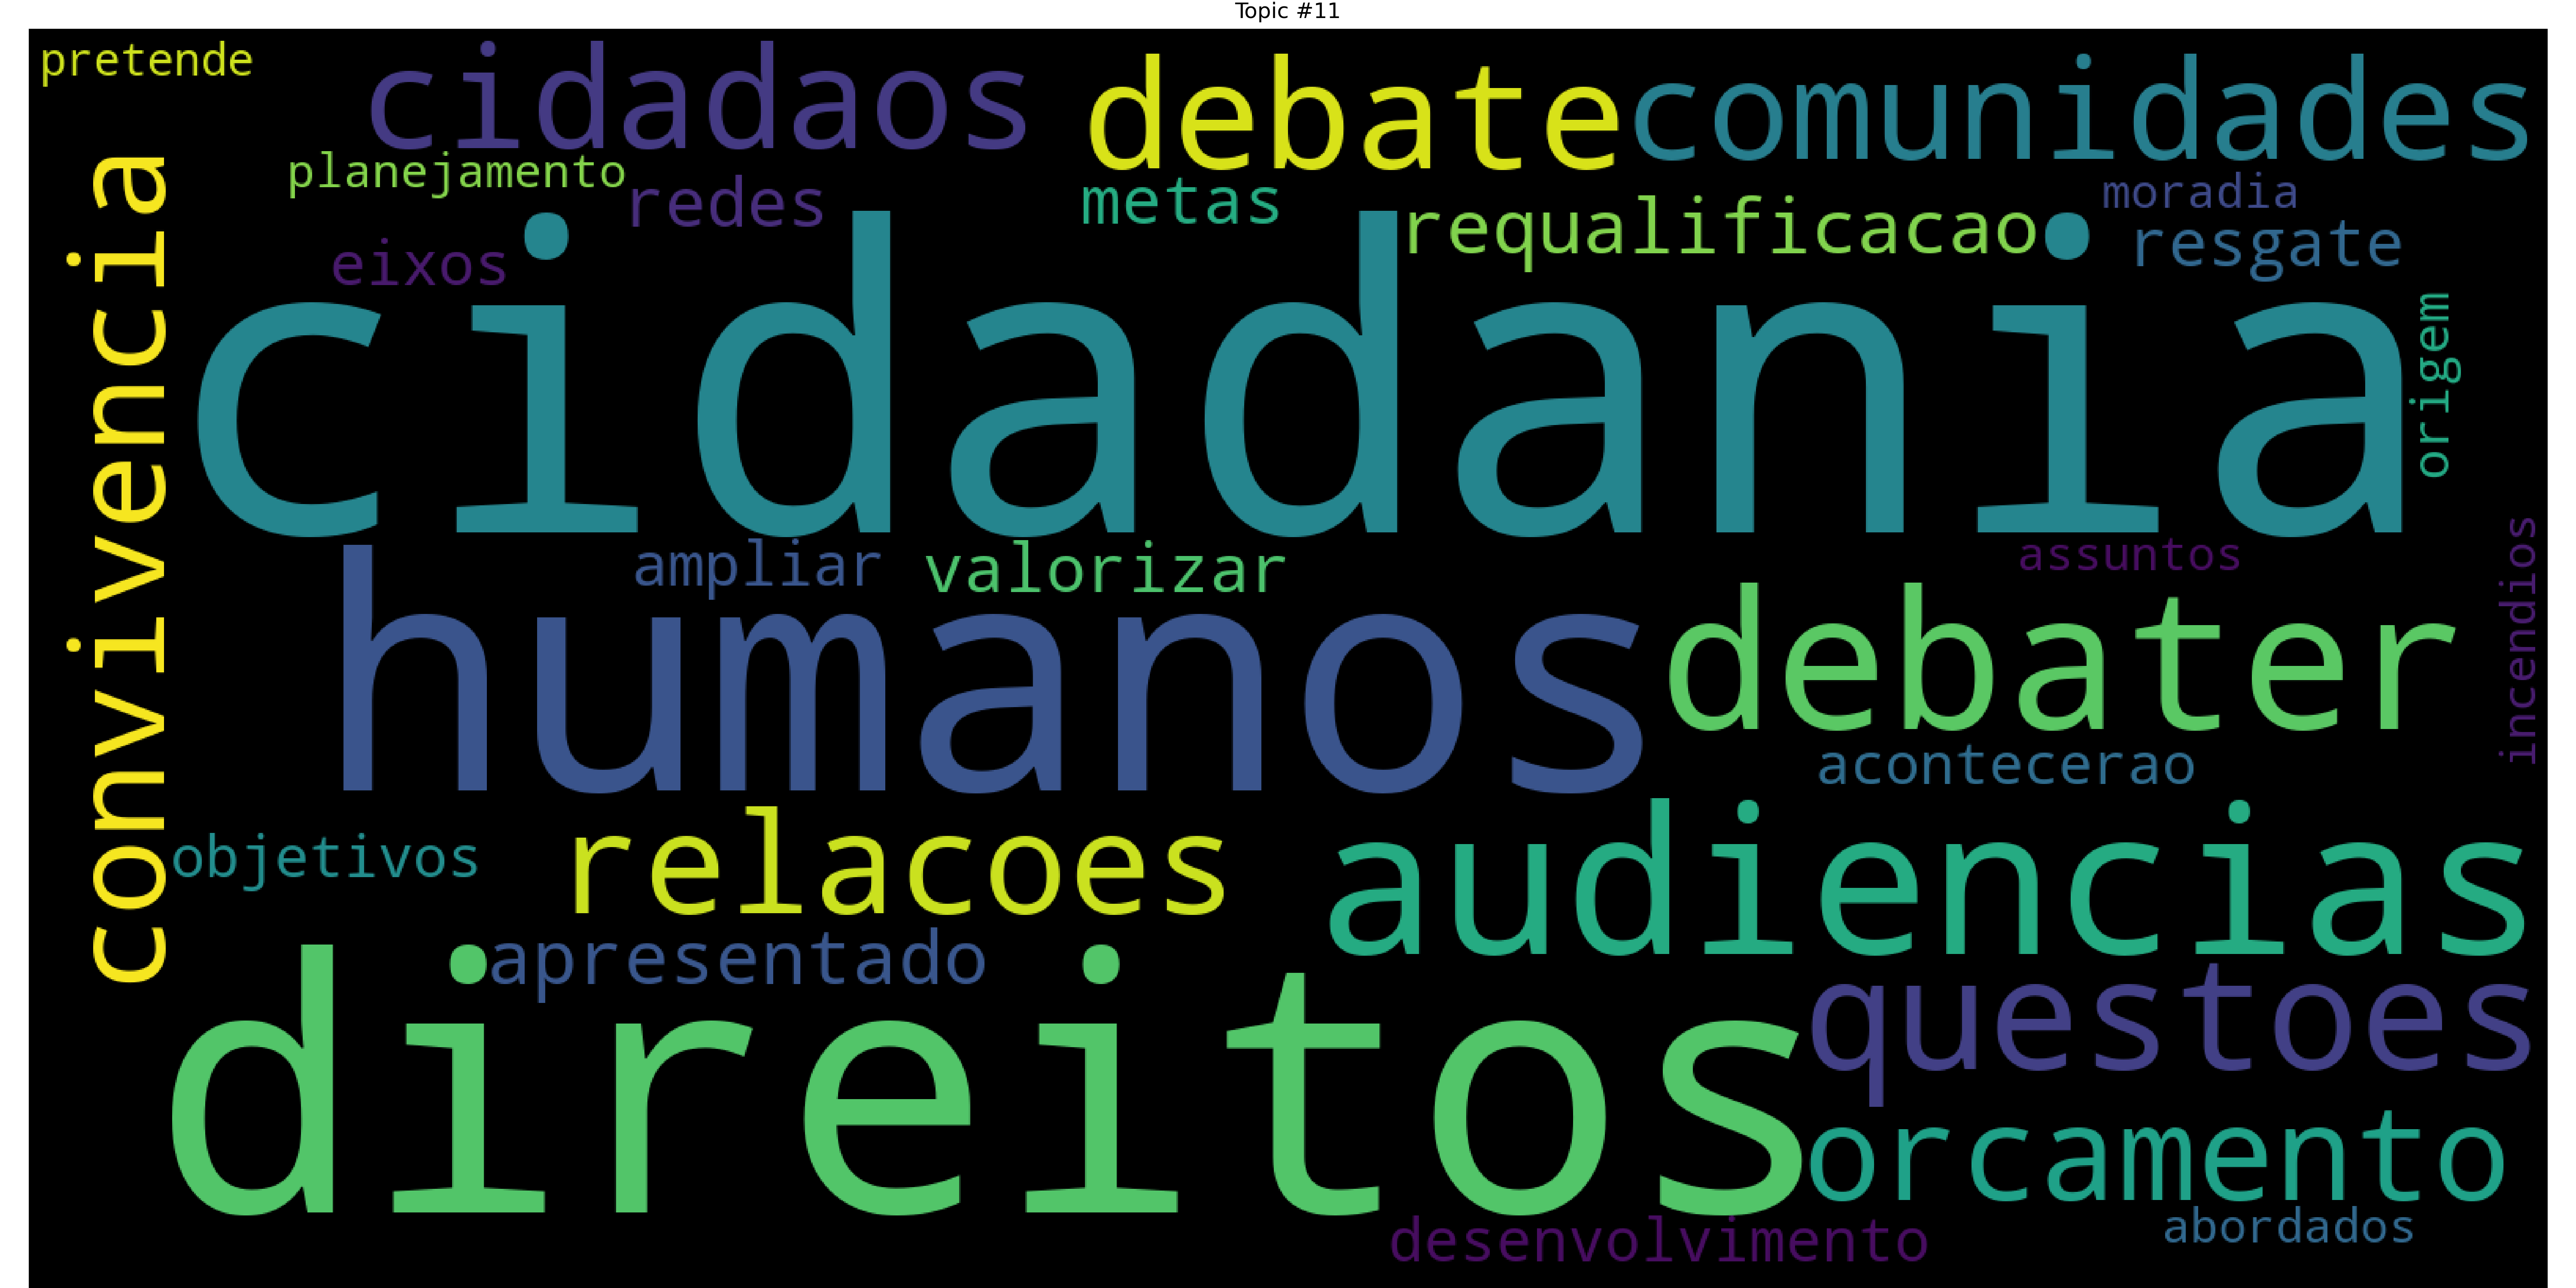 Topic #11
pretende
cidadaos
debate
comunidades
planejamento
redes
metas
requalificacao
moradia
resgate
eixos
convivencia
cidadania
origem
ampliar
valorizar
assuntos
incendios
humanos
debater
acontecerao
objetivos
relacoes
audiencias
apresentado
direitos
questoes
orcamento
desenvolvimento
abordados